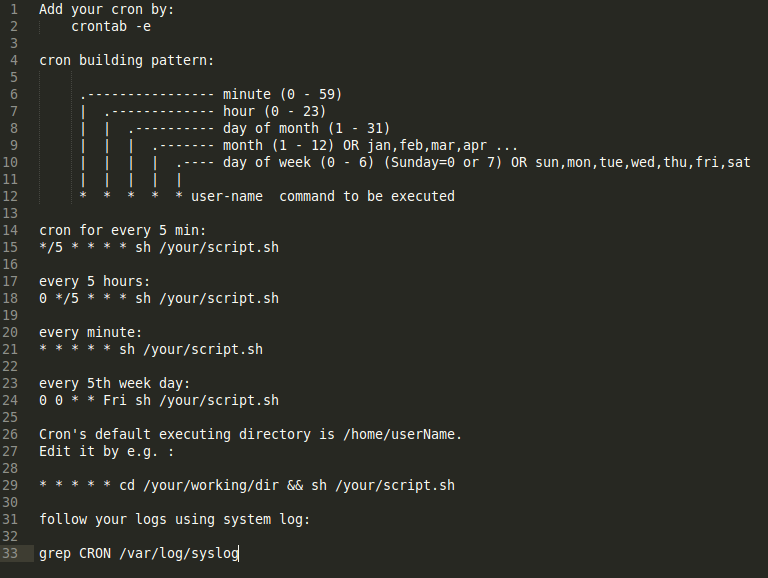 1 Add your cron by:
2     crontab -e
3
4 cron building pattern:
5
6      .---------------- minute (0 - 59)
7      |  .------------- hour (0 - 23)
8      |  |  .---------- day of month (1 - 31)
9      |  |  |  .------- month (1 - 12) OR jan,feb,mar,apr ...
10      |  |  |  |  .---- day of week (0 - 6) (Sunday=0 or 7) OR sun,mon,tue,wed,thu,fri,sat
11      |  |  |  |  |
12      *  *  *  *  * user-name  command to be executed
13
14 cron for every 5 min:
15 */5 * * * * sh /your/script.sh
16
17 every 5 hours:
18 0 */5 * * * sh /your/script.sh
19
20 every minute:
21 * * * * * sh /your/script.sh
22
23 every 5th week day:
24 0 0 * * Fri sh /your/script.sh
25
26 Cron's default executing directory is /home/userName.
27 Edit it by e.g. :
28
29 * * * * * cd /your/working/dir && sh /your/script.sh
30
31 follow your logs using system log:
32
33 grep CRON /var/log/syslog